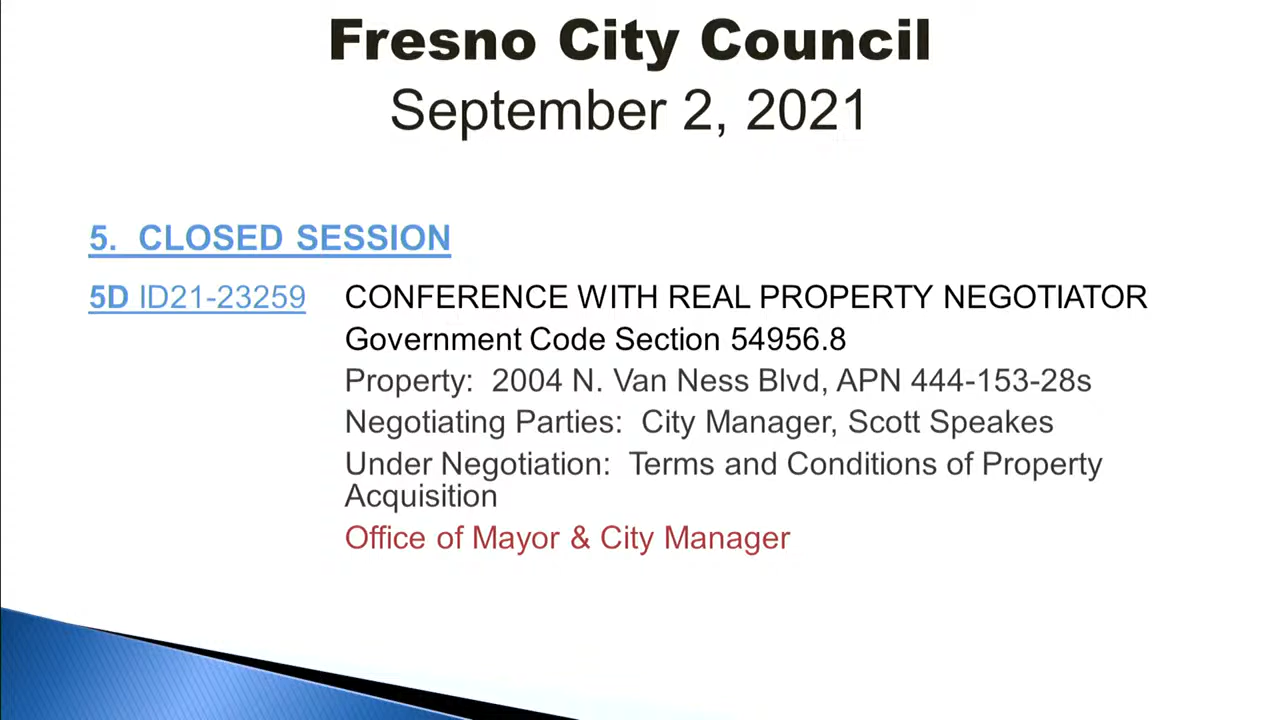 Fresno City Council
September 2, 2021
5. CLOSED SESSION
5D ID21-23259 CONFERENCE WITH REAL PROPERTY NEGOTIATOR
Government Code Section 54956.8
Property: 2004 N. Van Ness Blvd, APN 444-153-28s
Negotiating Parties: City Manager, Scott Speakes
Under Negotiation: Terms and Conditions of Property
Acquisition
Office of Mayor & City Manager